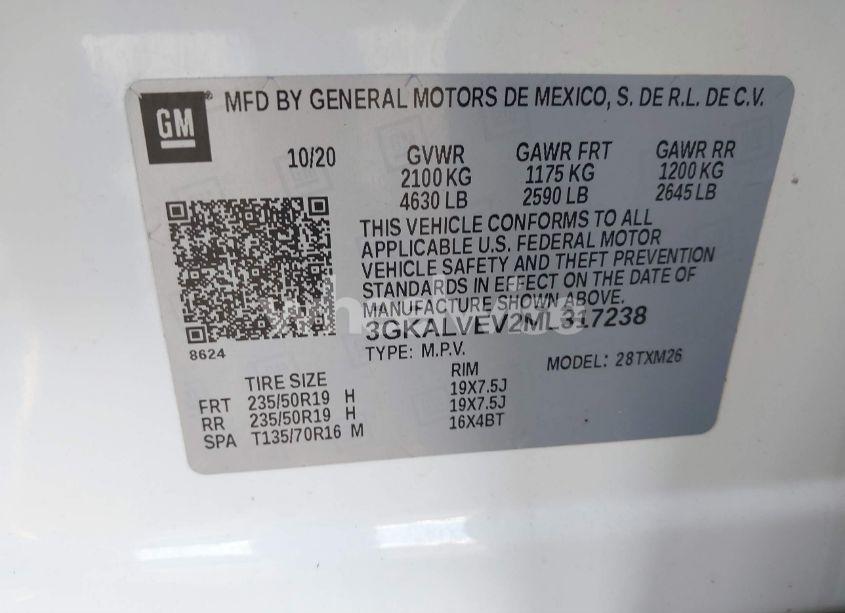 GM
MFD BY GENERAL MOTORS DE MEXICO, S. DE R.L. DE C.V.
10/20 GVWR GAWR FRT GAWR RR
2100 KG 1175 KG 1200 KG
4630 LB 2590 LB 2645 LB
THIS VEHICLE CONFORMS TO ALL
APPLICABLE U.S. FEDERAL MOTOR
VEHICLE SAFETY AND THEFT PREVENTION
STANDARDS IN EFFECT ON THE DATE OF
MANUFACTURE SHOWN ABOVE.
3GKALVEV2ML317238
8624
TYPE: M.P.V. MODEL: 28TXM26
TIRE SIZE RIM
FRT 235/50R19 H 19X7.5J
RR 235/50R19 H 19X7.5J
SPA T135/70R16 M 16X4BT